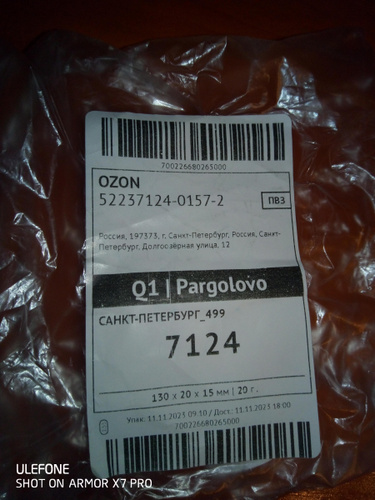 700226680265000
OZON
52237124-0157-2
ПВЗ
Россия, 197373, г. Санкт-Петербург, Россия, Санкт-
Петербург, Долгоозёрная улица, 12
Q1 | Pargolovo
САНКТ-ПЕТЕРБУРГ_499
7124
130 x 20 x 15 мм | 20 г.
Упак: 11.11.2023 09:10 / Дост: 11.11.2023 18:00
700226680265000
ULEFONE
SHOT ON ARMOR X7 PRO